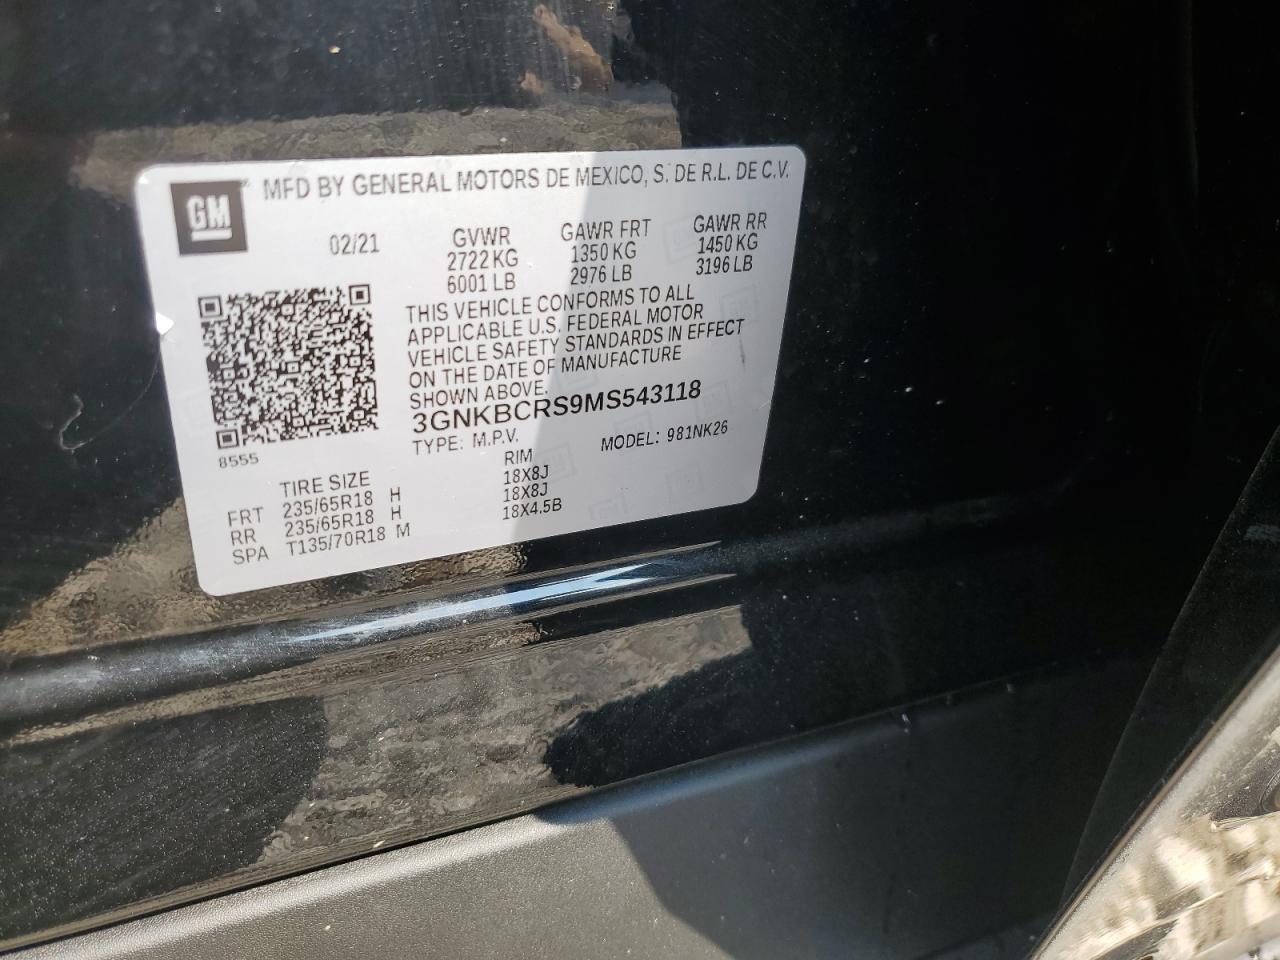 GM MFD BY GENERAL MOTORS DE MEXICO, S. DE R.L. DE C.V.
02/21 GVWR GAWR FRT GAWR RR
2722 KG 1350 KG 1450 KG
6001 LB 2976 LB 3196 LB
THIS VEHICLE CONFORMS TO ALL
APPLICABLE U.S. FEDERAL MOTOR
VEHICLE SAFETY STANDARDS IN EFFECT
ON THE DATE OF MANUFACTURE
SHOWN ABOVE.
3GNKBCRS9MS543118
8555 TYPE: M.P.V. MODEL: 981NK26
TIRE SIZE RIM
FRT 235/65R18 H 18X8J
RR 235/65R18 H 18X8J
SPA T135/70R18 M 18X4.5B